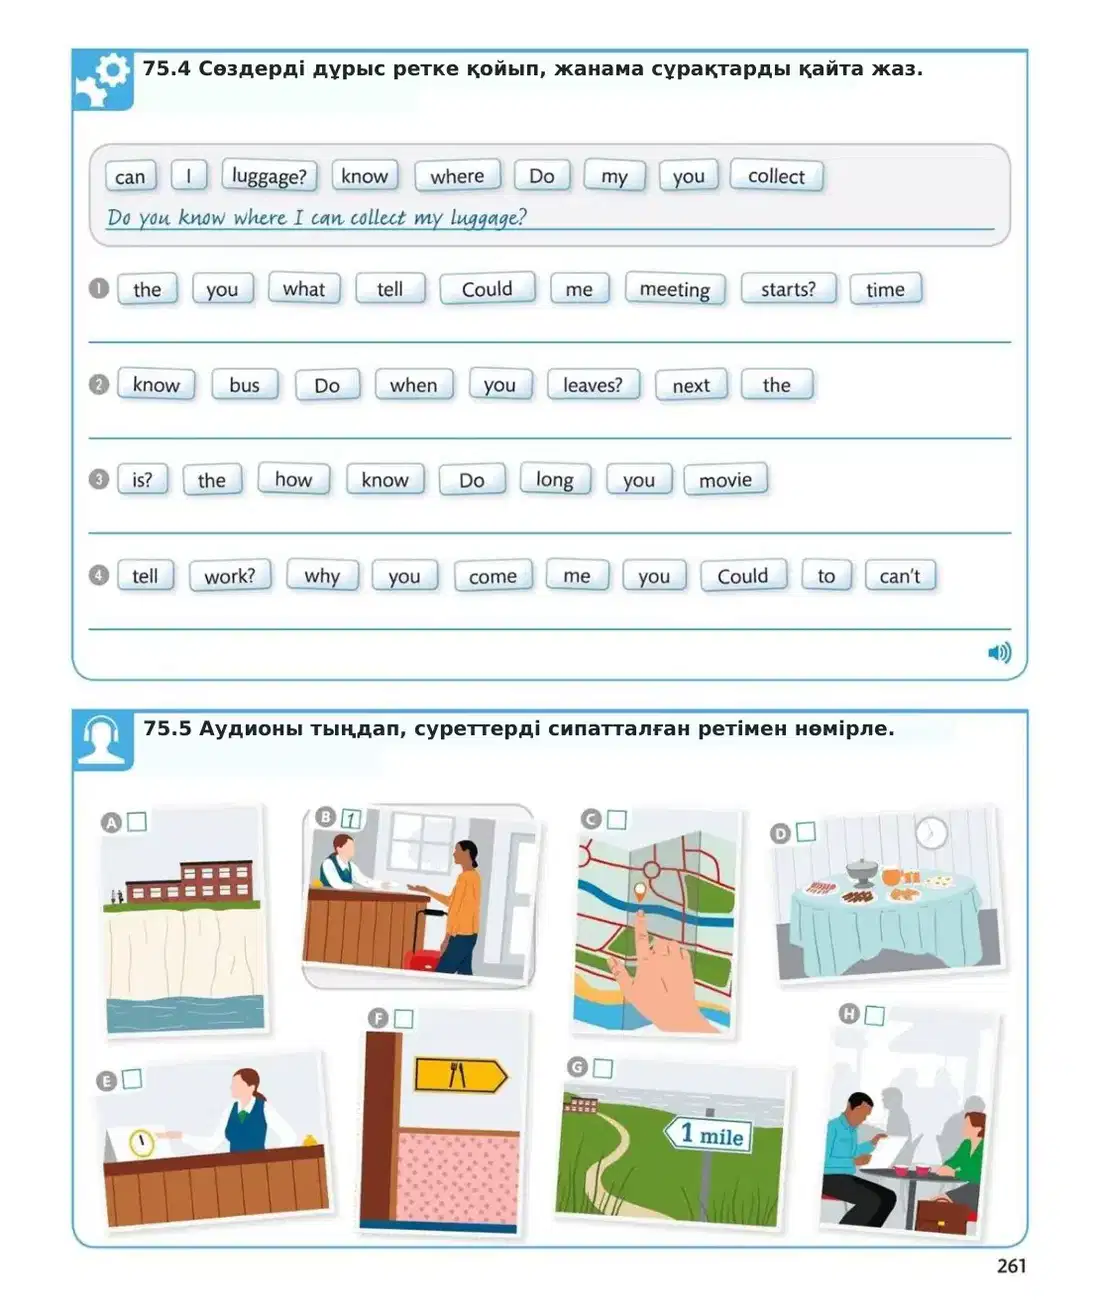 75.4 Сөздерді дұрыс ретке қойып, жанама сұрақтарды қайта жаз.
can I luggage? know where Do my you collect
Do you know where I can collect my luggage?
1 the you what tell Could me meeting starts? time
2 know bus Do when you leaves? next the
3 is? the how know Do long you movie
4 tell work? why you come me you Could to can't
75.5 Аудионы тыңдап, суреттерді сипатталған ретімен нөмірле.
A
B 1
C
D
E
F
G
1 mile
H
261